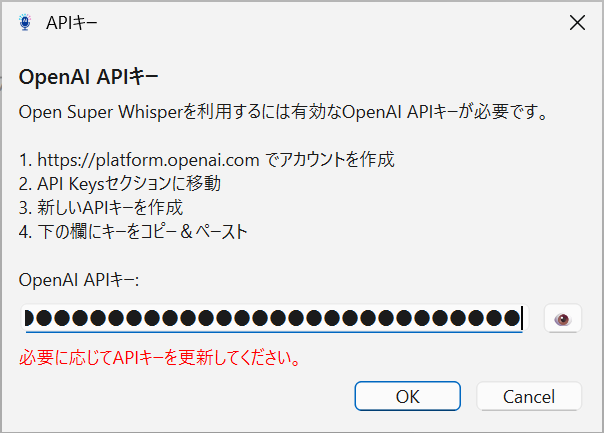 APIキー
OpenAI APIキー
Open Super Whisperを利用するには有効なOpenAI APIキーが必要です。
1. https://platform.openai.com でアカウントを作成
2. API Keysセクションに移動
3. 新しいAPIキーを作成
4. 下の欄にキーをコピー＆ペースト
OpenAI APIキー:
必要に応じてAPIキーを更新してください。
OK
Cancel